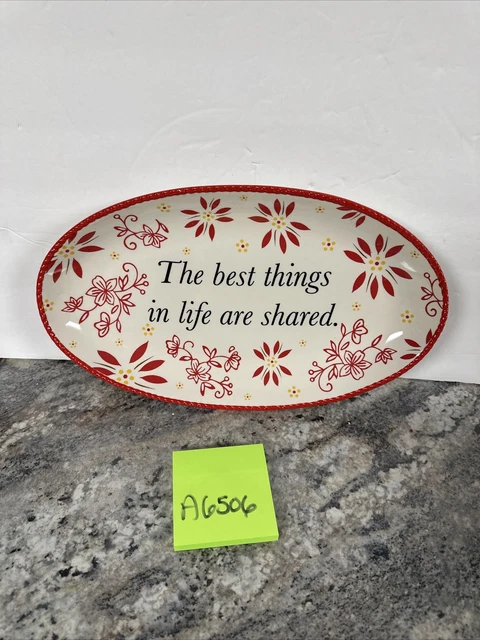 The best things
in life are shared.
A6506